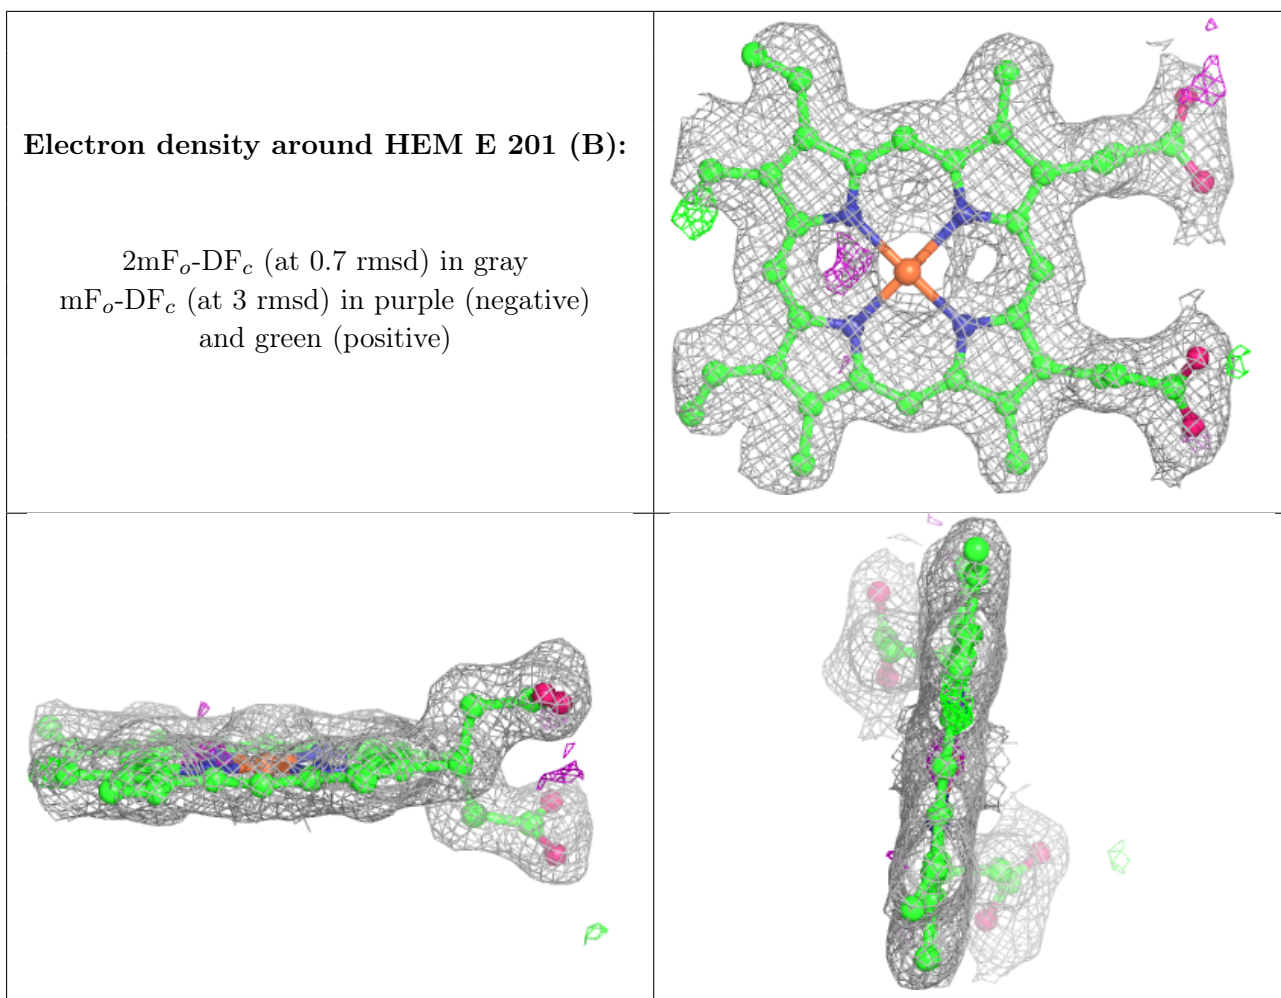 Electron density around HEM E 201 (B):
2mFₒ-DF𝒸 (at 0.7 rmsd) in gray
mFₒ-DF𝒸 (at 3 rmsd) in purple (negative)
and green (positive)